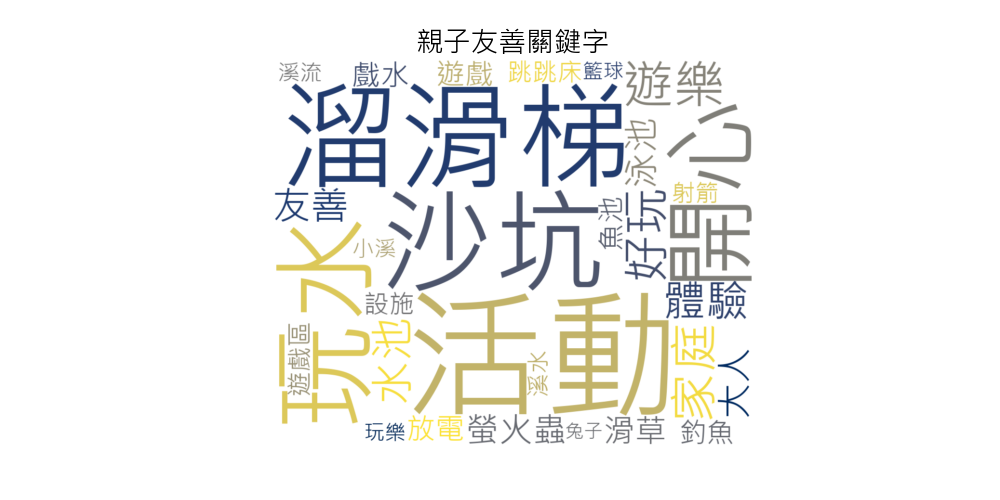 親子友善關鍵字
溪流
戲水
遊戲
跳跳床
籃球
遊樂
溜滑梯
泳池
開心
友善
沙坑
魚池
好玩
射箭
玩水
小溪
設施
體驗
活動
水池
遊戲區
溪水
家庭
大人
玩樂
放電
螢火蟲
兔子
滑草
釣魚